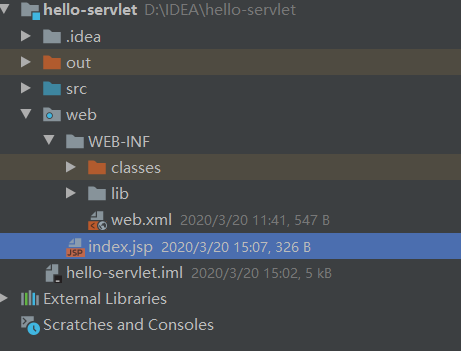 hello-servlet D:\IDEA\hello-servlet
.idea
out
src
web
WEB-INF
classes
lib
web.xml 2020/3/20 11:41, 547 B
JSP index.jsp 2020/3/20 15:07, 326 B
hello-servlet.iml 2020/3/20 15:02, 5 kB
External Libraries
Scratches and Consoles